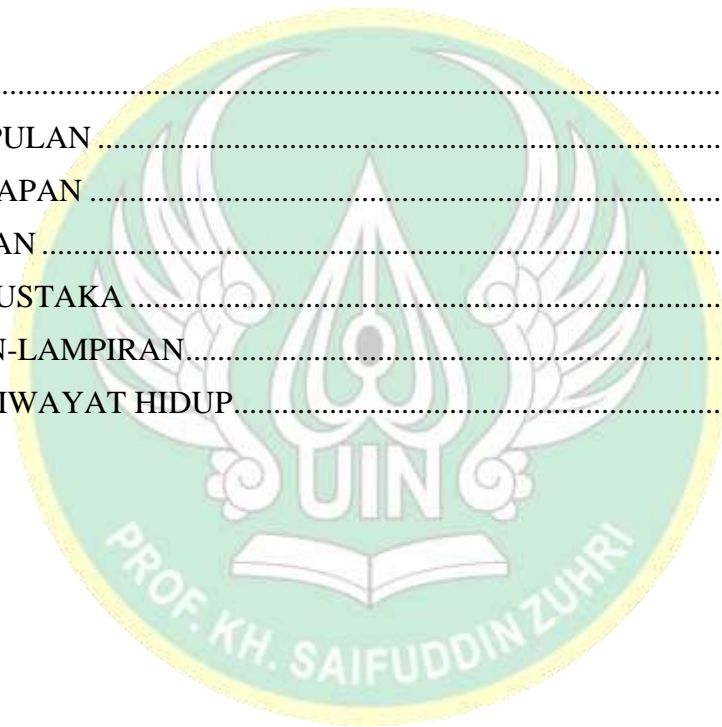 ....................................................................................................
PULAN ....................................................................................................
APAN ....................................................................................................
AN ....................................................................................................
USTAKA ....................................................................................................
N-LAMPIRAN....................................................................................................
IWAYAT HIDUP....................................................................................................
UIN
PROF. KH. SAIFUDDIN ZUHRI